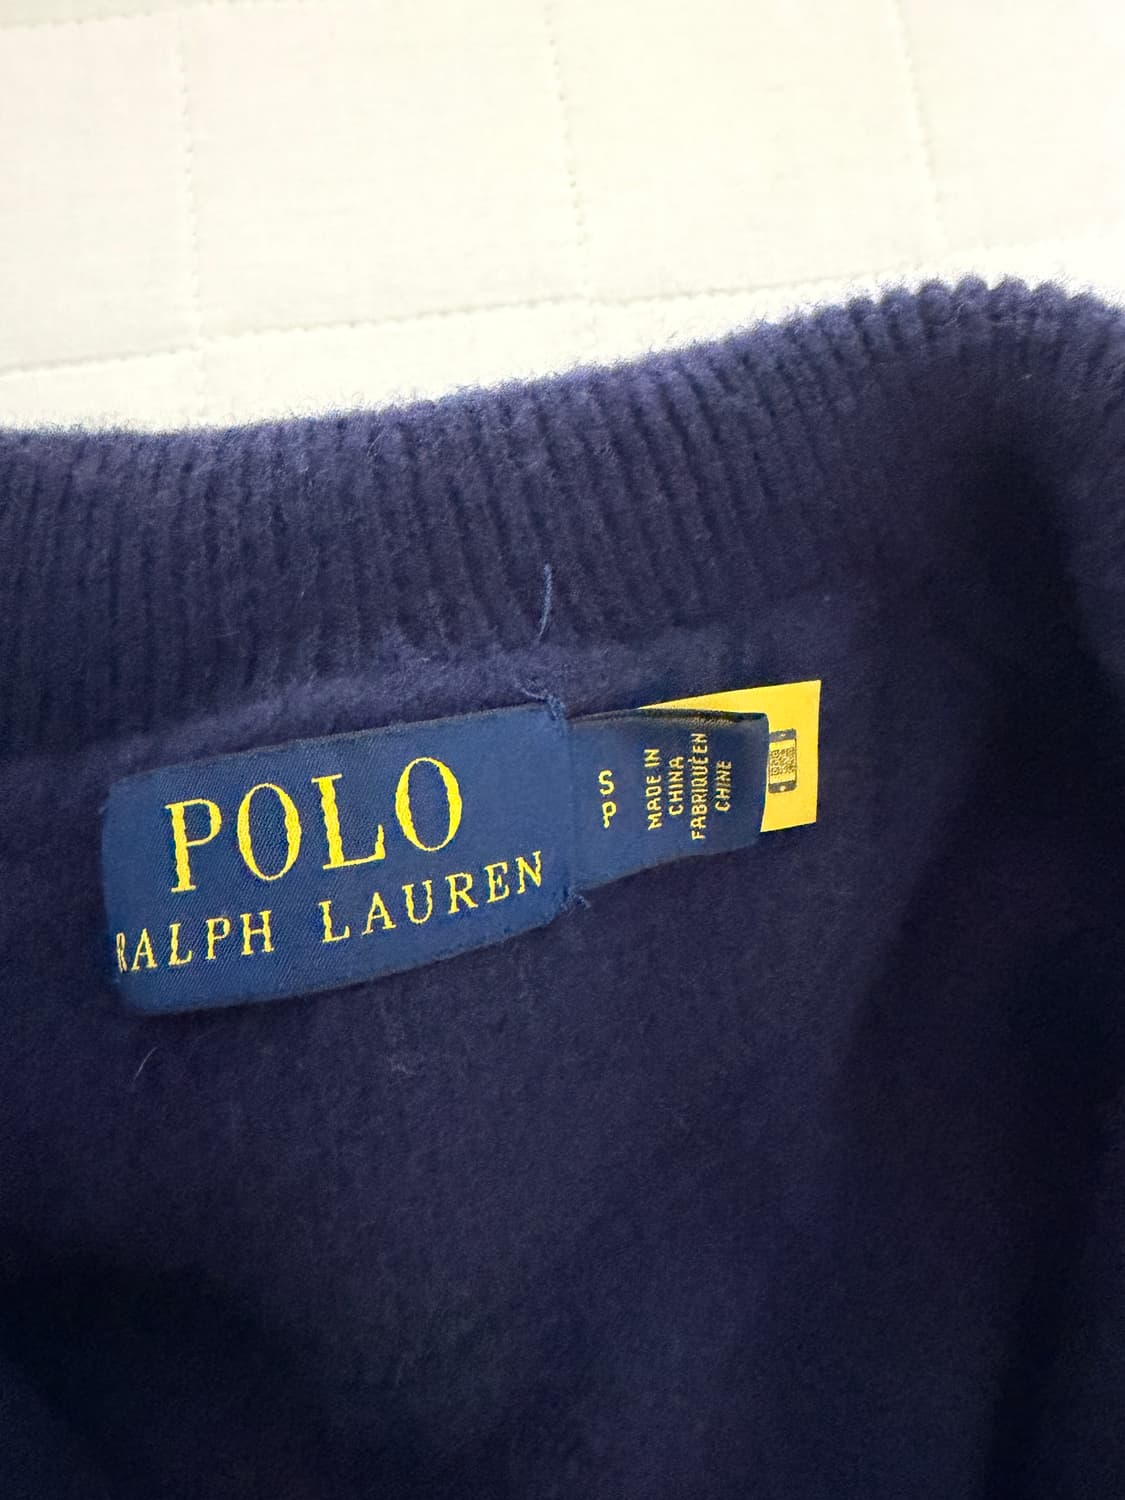 POLO
RALPH LAUREN
S
P
MADE IN
CHINA
FABRIQUÉ EN
CHINE